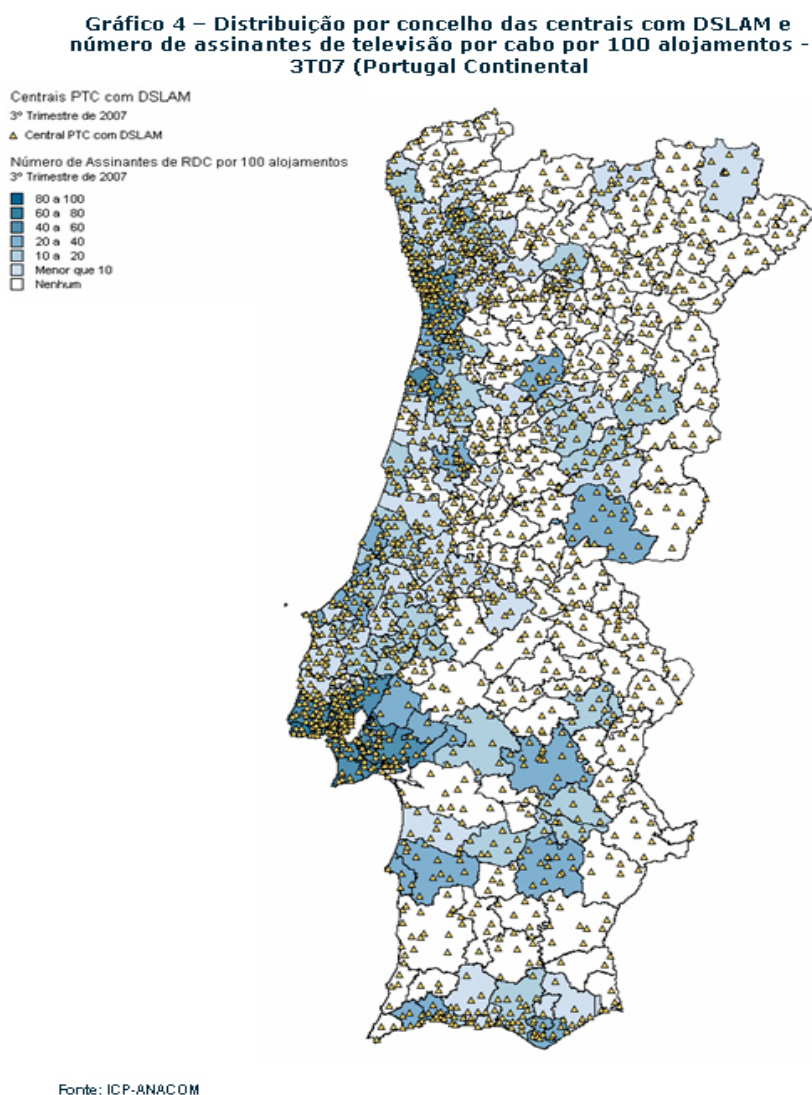 Gráfico 4 – Distribuição por concelho das centrais com DSLAM e
número de assinantes de televisão por cabo por 100 alojamentos -
3T07 (Portugal Continental
Centrais PTC com DSLAM
3º Trimestre de 2007
Central PTC com DSLAM
Número de Assinantes de RDC por 100 alojamentos
3º Trimestre de 2007
80 a 100
60 a 80
40 a 60
20 a 40
10 a 20
Menor que 10
Nenhum
Fonte: ICP-ANACOM